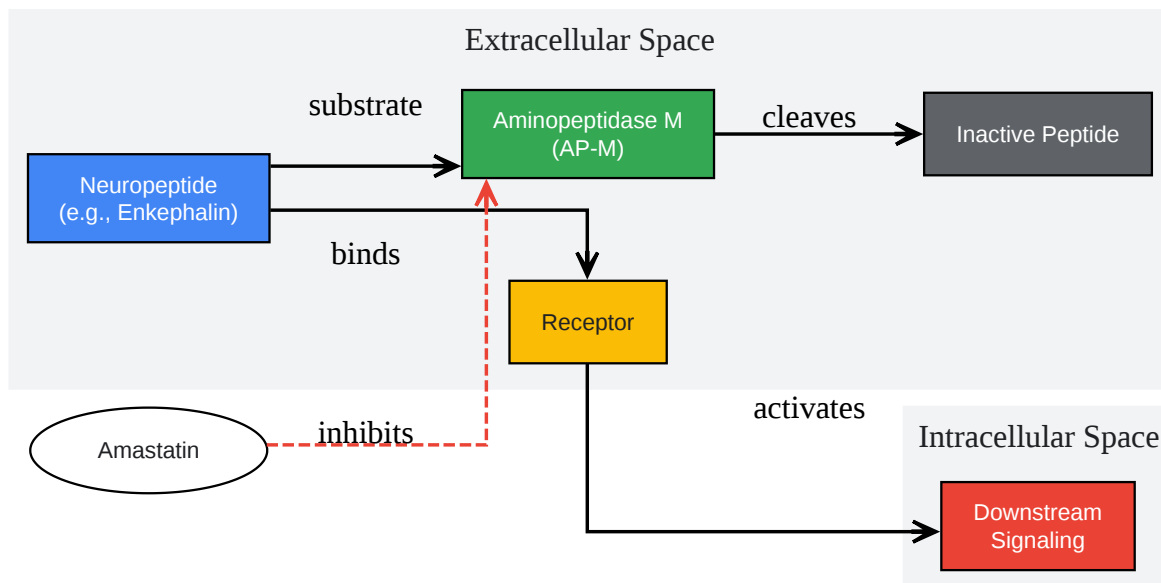 Extracellular Space
substrate
Aminopeptidase M
(AP-M)
cleaves
Inactive Peptide
Neuropeptide
(e.g., Enkephalin)
binds
Receptor
activates
inhibits
Amastatin
Intracellular Space
Downstream
Signaling